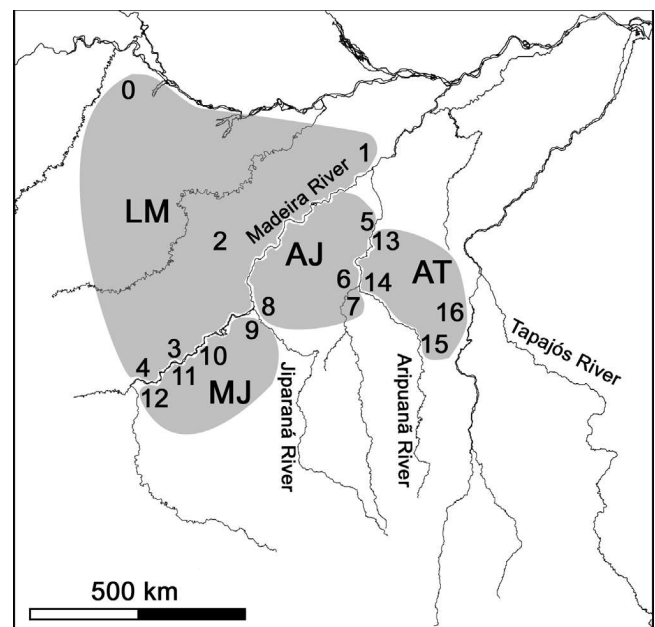 0
1
LM
Madeira River
2
5
13
AJ
AT
6
14
7
16
8
9
3
10
15
4
11
12
MJ
Jiparaná River
Aripuanã River
Tapajós River
500 km